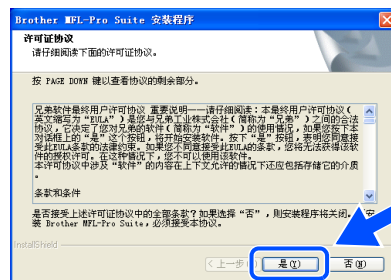 Brother MFL-Pro Suite 安装程序
许可证协议
请仔细阅读下面的许可证协议。
按 PAGE DOWN 键以查看协议的剩余部分。
兄弟软件最终用户许可协议 重要说明——请仔细阅读：本最终用户许可协议（
英文缩写为“EULA”）是您与兄弟工业株式会社（简称为“兄弟”）之间的合法
协议，它决定了您对兄弟的软件（简称为“软件”）的使用情况，如果您按下本
对话框上的“是”这个按钮，将开始安装软件。按下“是”按钮，表明您同意接
受此EULA条款的法律约束。如果您不同意接受此EULA的条款，您将无法获得该软
件的授权许可。在这种情况下，您不可以使用该软件。
本许可协议中涉及“软件”的内容在上下文允许的情况下还应包括存储它的介质
。
条款和条件
是否接受上述许可证协议中的全部条款？如果选择“否”，则安装程序将关闭。
装 Brother MFL-Pro Suite，必须接受本协议。
InstallShield
< 上一步
是(Y)
否(N)